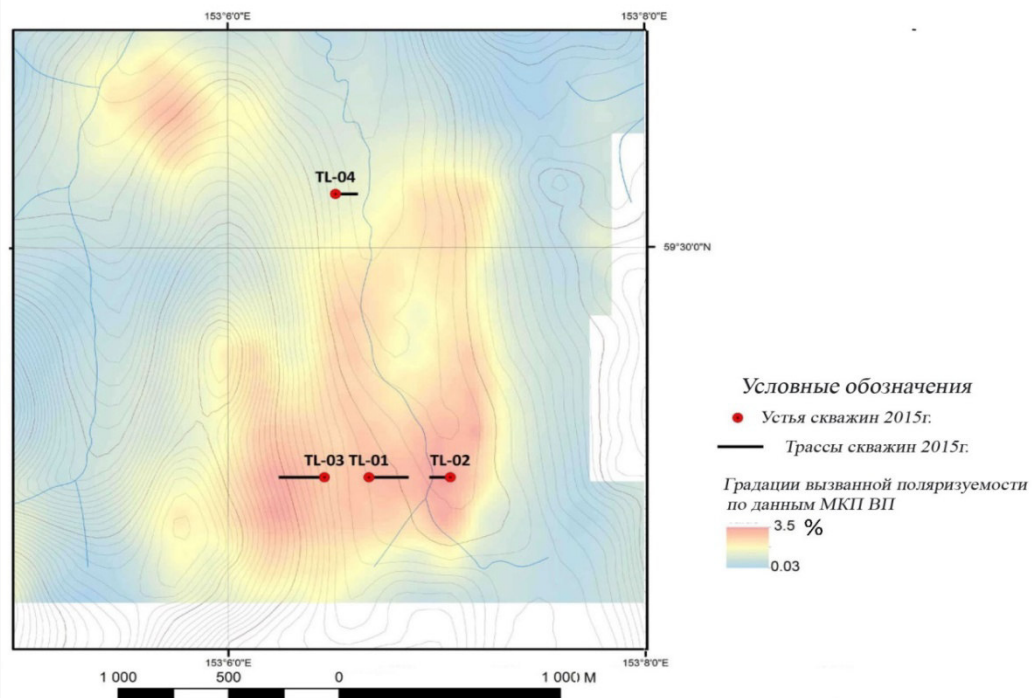 153°6'0"E
153°8'0"E
TL-04
59°30'0"N
TL-03 TL-01 TL-02
Условные обозначения
Устья скважин 2015г.
Трассы скважин 2015г.
Градации вызванной поляризуемости
по данным МКП ВП
3.5 %
0.03
153°6'0"E
153°8'0"E
1 000 500 0 1 000 М